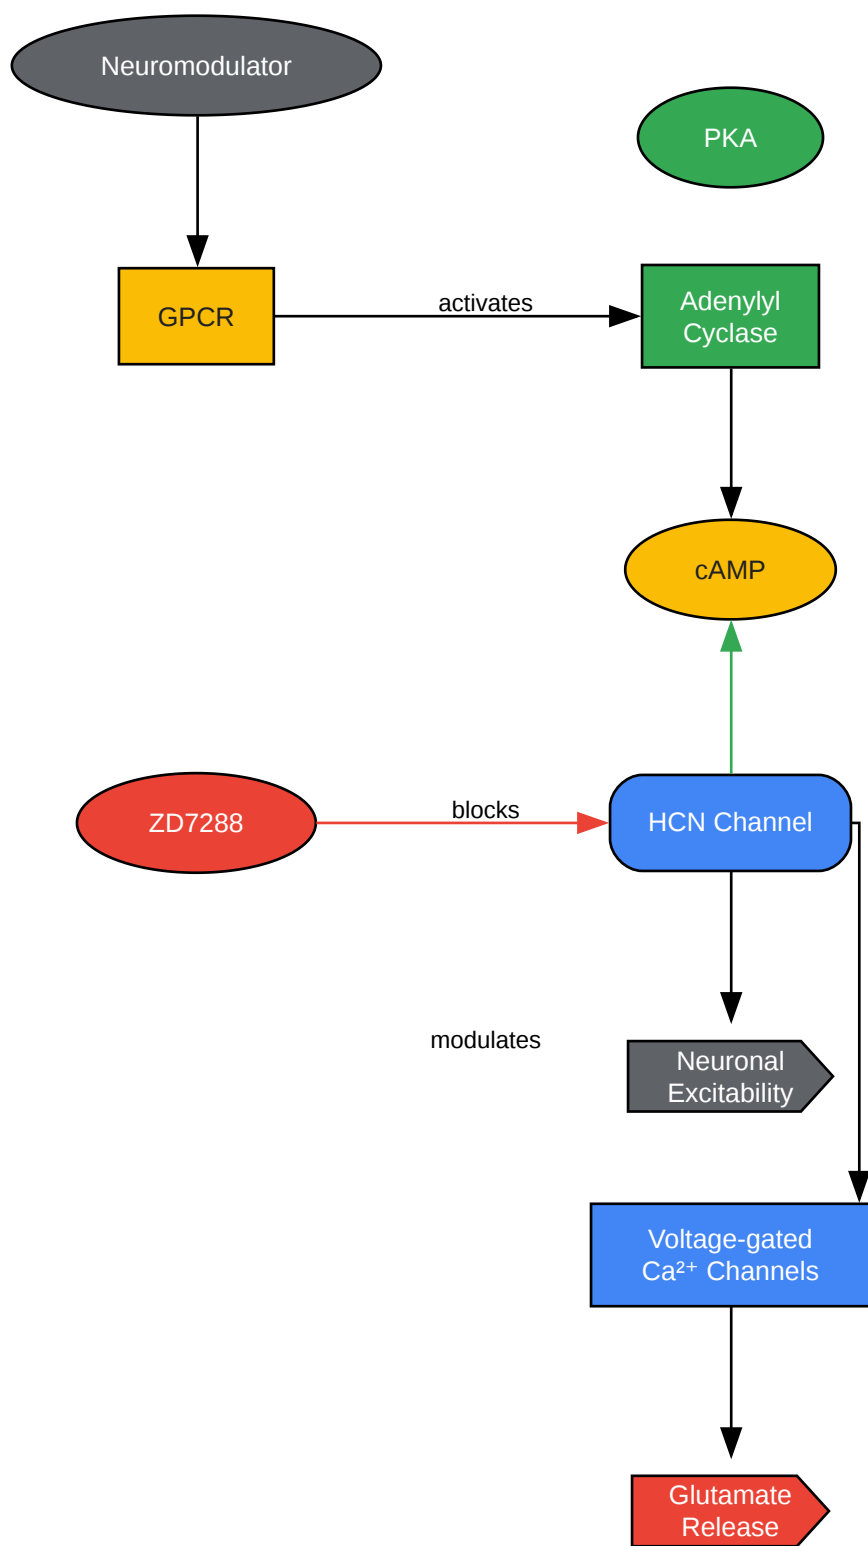 Neuromodulator
PKA
GPCR
activates
Adenylyl
Cyclase
cAMP
ZD7288
blocks
HCN Channel
modulates
Neuronal
Excitability
Voltage-gated
Ca²⁺ Channels
Glutamate
Release